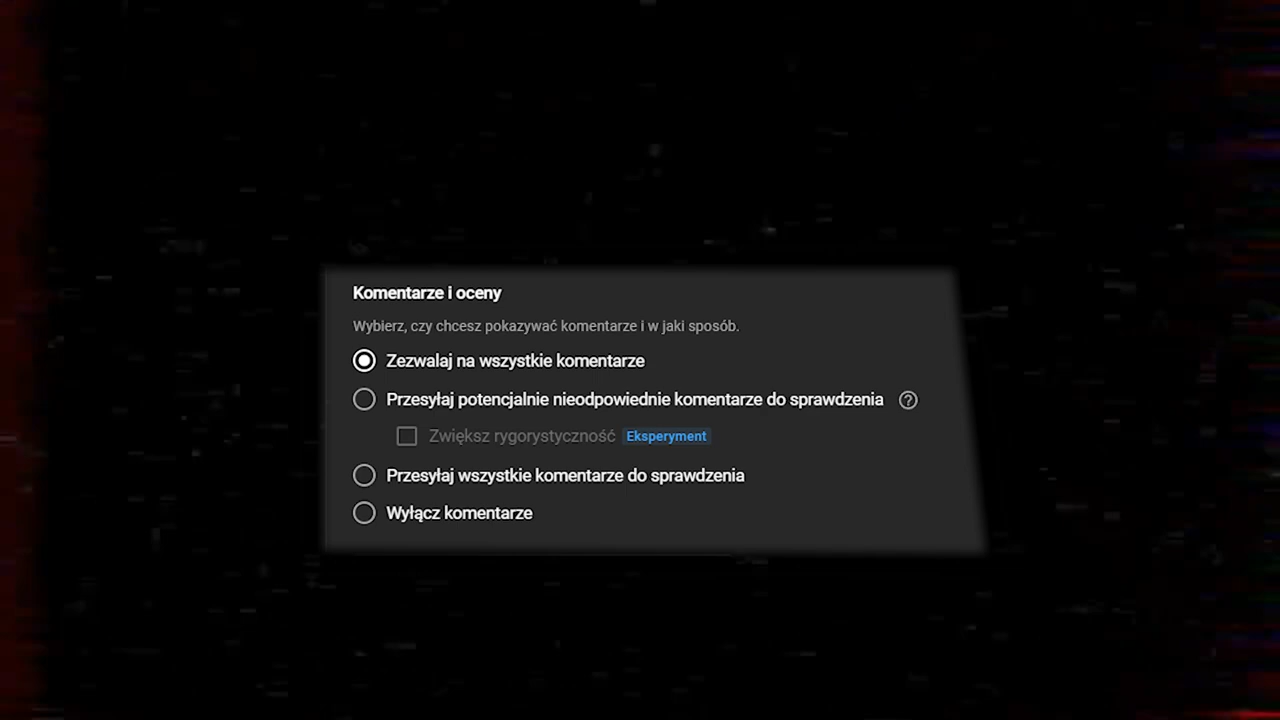 Komentarze i oceny
Wybierz, czy chcesz pokazywać komentarze i w jaki sposób.
Zezwalaj na wszystkie komentarze
Przesyłaj potencjalnie nieodpowiednie komentarze do sprawdzenia ?
Zwiększ rygorystyczność Eksperyment
Przesyłaj wszystkie komentarze do sprawdzenia
Wyłącz komentarze